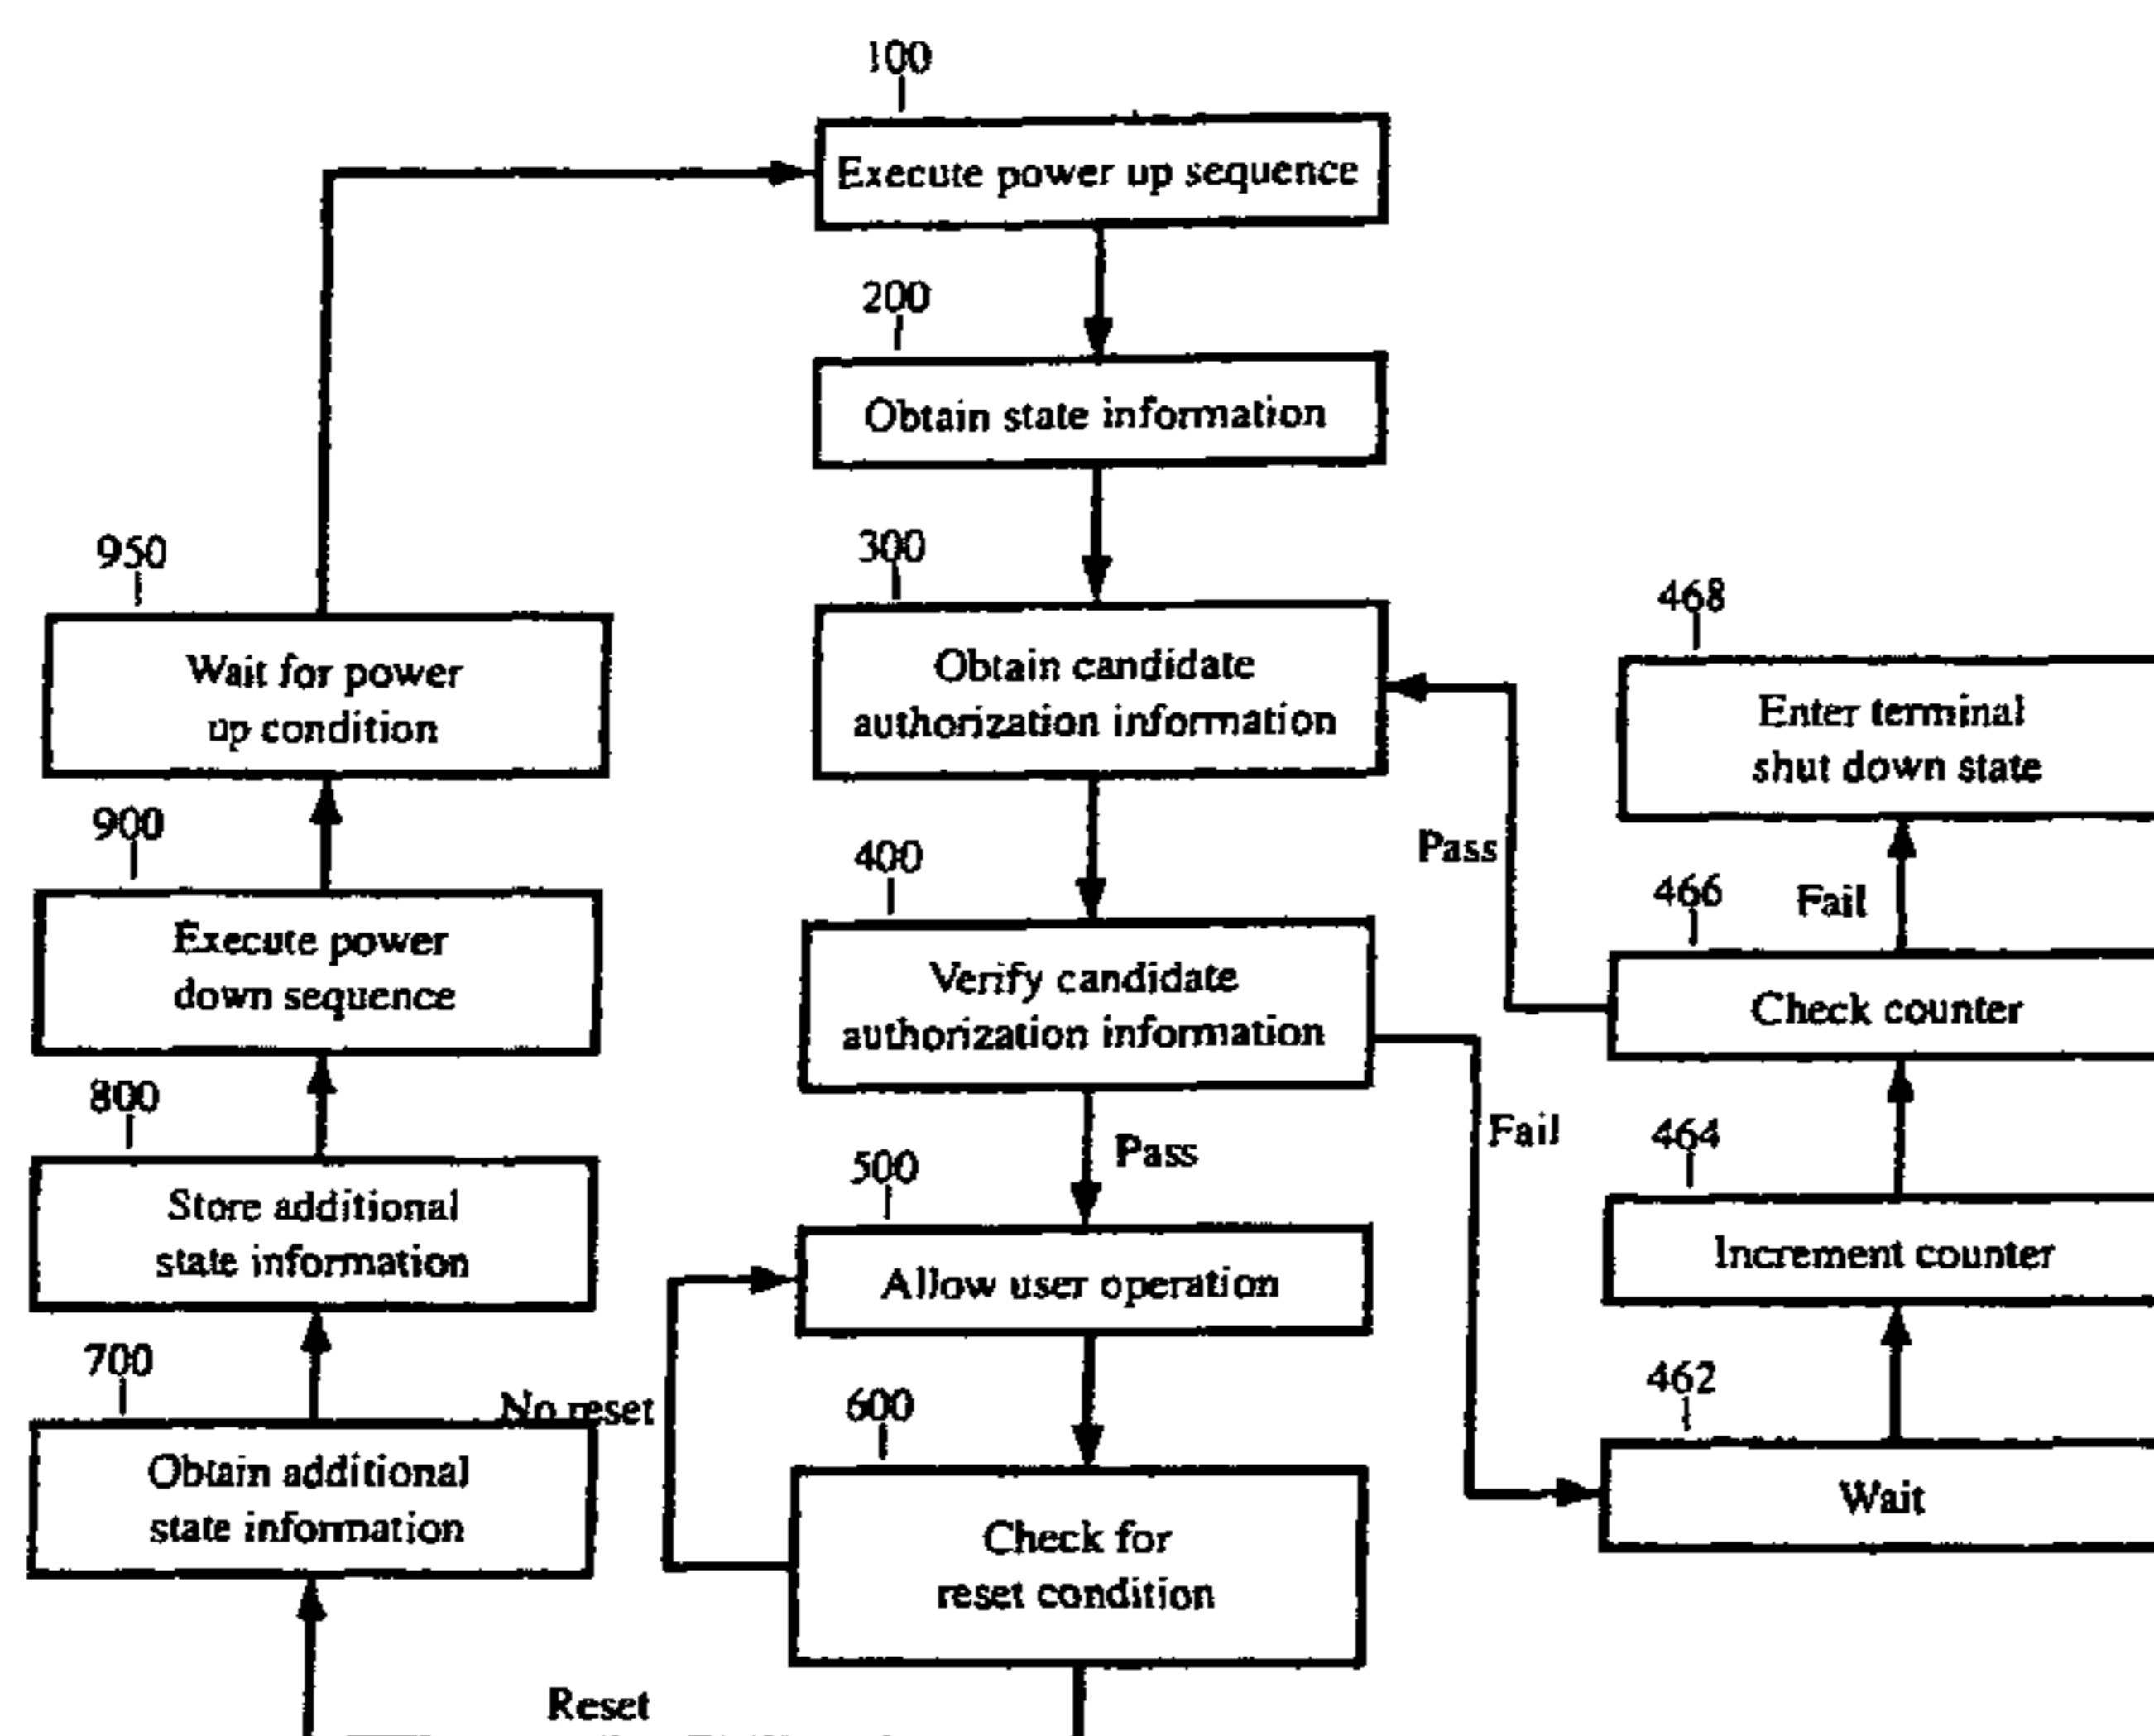 100
Execute power up sequence
200
Obtain state information
300
Obtain candidate
authorization information
400
Verify candidate
authorization information
Pass
Fail
500
Allow user operation
600
Check for
reset condition
No reset
Reset
700
Obtain additional
state information
800
Store additional
state information
900
Execute power
down sequence
950
Wait for power
up condition
462
Wait
464
Increment counter
466
Check counter
Pass
Fail
468
Enter terminal
shut down state